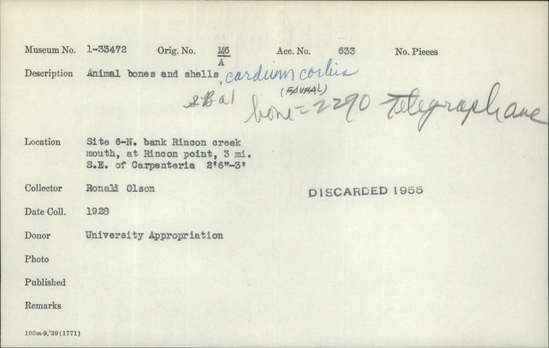 Museum No. 1-33472 Orig. No. M6/A Acc. No. 633 No. Pieces
Description Animal bones and shells, cardium corbis
(FAUNAL)
bone = 2290 Telegraph ave
Location Site 6-N. bank Rincon creek
mouth, at Rincon point, 3 mi.
S.E. of Carpenteria 2'6"-3'
Collector Ronald Olson
DISCARDED 1955
Date Coll. 1928
Donor University Appropriation
Photo
Published
Remarks
100m-9,'39(1771)